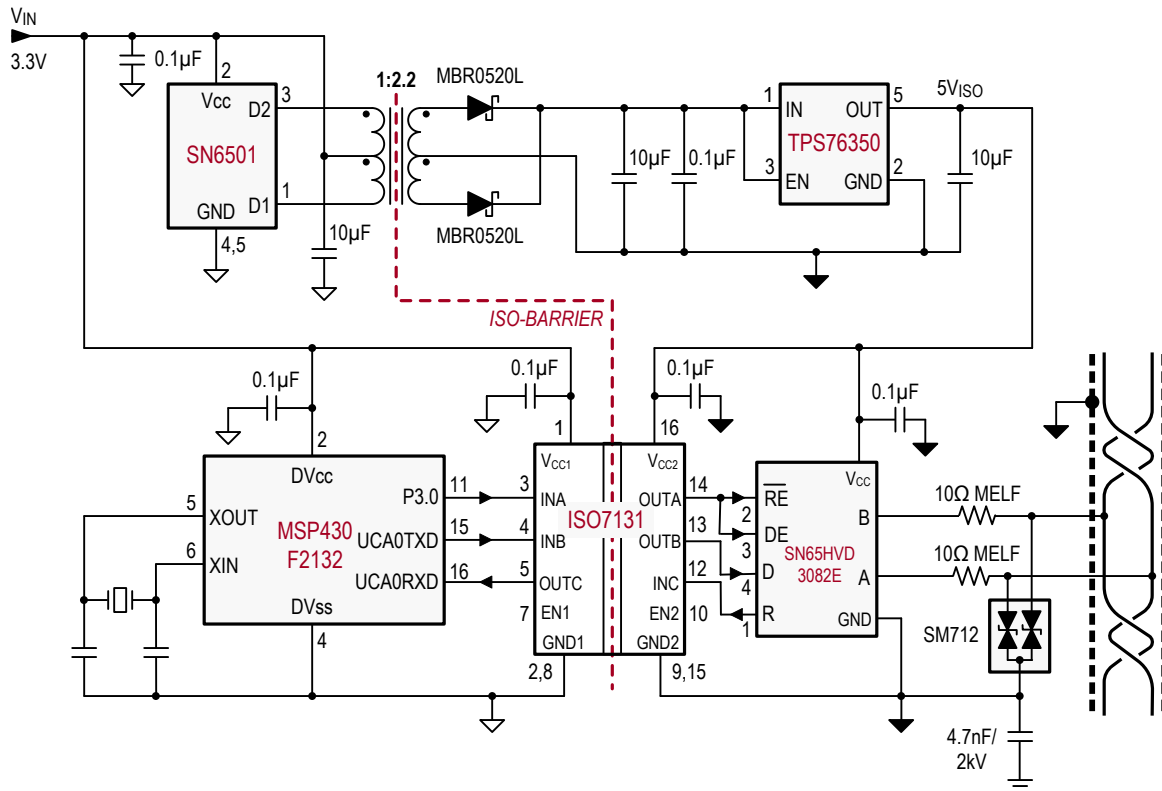 VIN
3.3V
0.1µF
2
Vcc
D2
3
SN6501
D1
1
GND
4,5
10µF
1:2.2
MBR0520L
MBR0520L
10µF
0.1µF
1
IN
OUT
5
TPS76350
3
EN
GND
2
5VISO
10µF
ISO-BARRIER
0.1µF
2
DVcc
5
XOUT
6
XIN
MSP430
F2132
P3.0
11
UCA0TXD
15
UCA0RXD
16
DVss
4
0.1µF
1
VCC1
3
INA
4
INB
5
OUTC
7
EN1
GND1
2,8
ISO7131
0.1µF
16
VCC2
OUTA
14
OUTB
13
INC
12
EN2
10
GND2
9,15
0.1µF
Vcc
RE
2
DE
3
D
4
R
1
SN65HVD
3082E
B
A
GND
10Ω MELF
10Ω MELF
SM712
4.7nF/
2kV